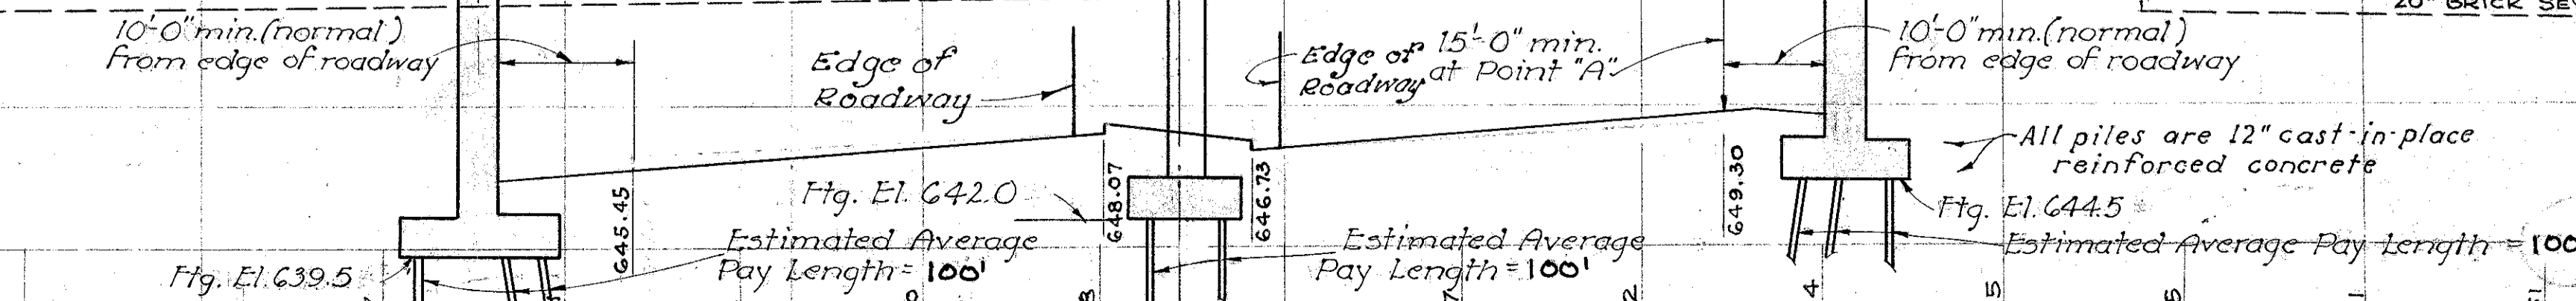 10'-0" min. (normal)
from edge of roadway
Edge of
Roadway
Edge of
Roadway
15'-0" min.
at Point "A"
10'-0" min. (normal)
from edge of roadway
20" BRICK
All piles are 12" cast-in-place
reinforced concrete
645.45
Ftg. El. 642.0
648.07
646.73
649.30
Ftg. El. 644.5
Estimated Average
Pay Length = 100'
Estimated Average
Pay Length = 100'
Estimated Average Pay Length = 100
Ftg. El. 639.5